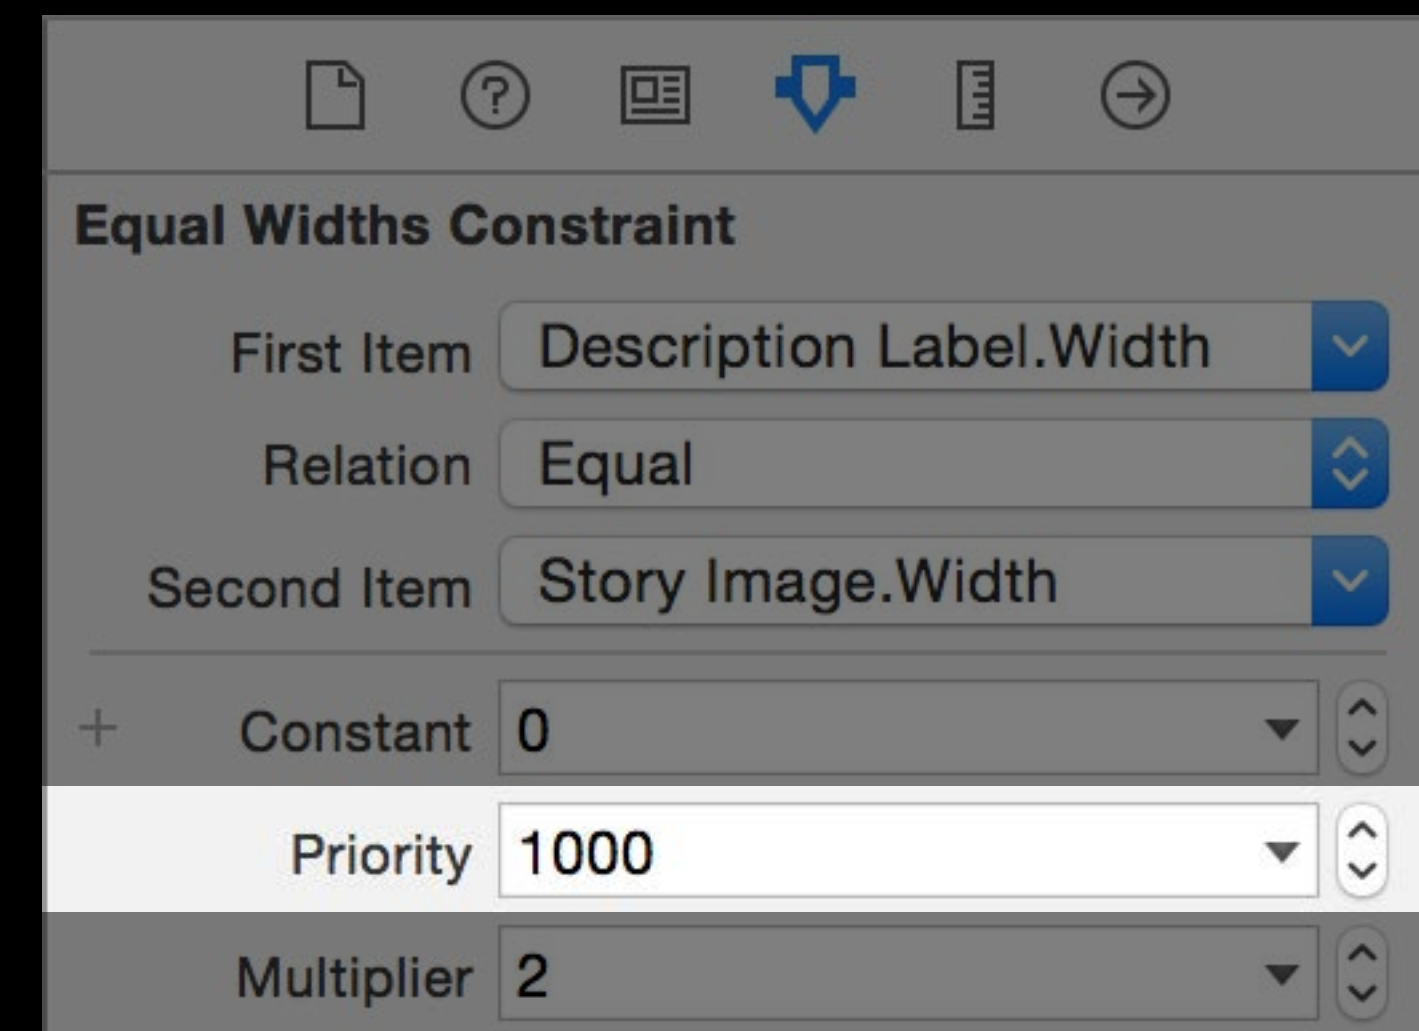 Equal Widths Constraint
First Item Description Label.Width
Relation Equal
Second Item Story Image.Width
+ Constant 0
Priority 1000
Multiplier 2